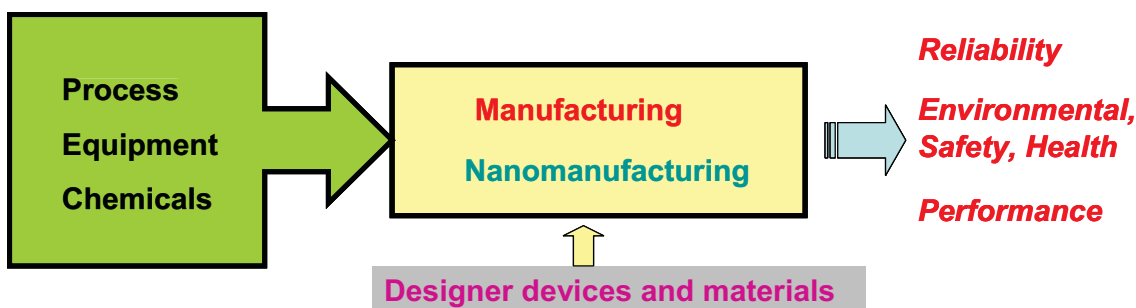 Process
Equipment
Chemicals
Manufacturing
Nanomanufacturing
Designer devices and materials
Reliability
Environmental,
Safety, Health
Performance